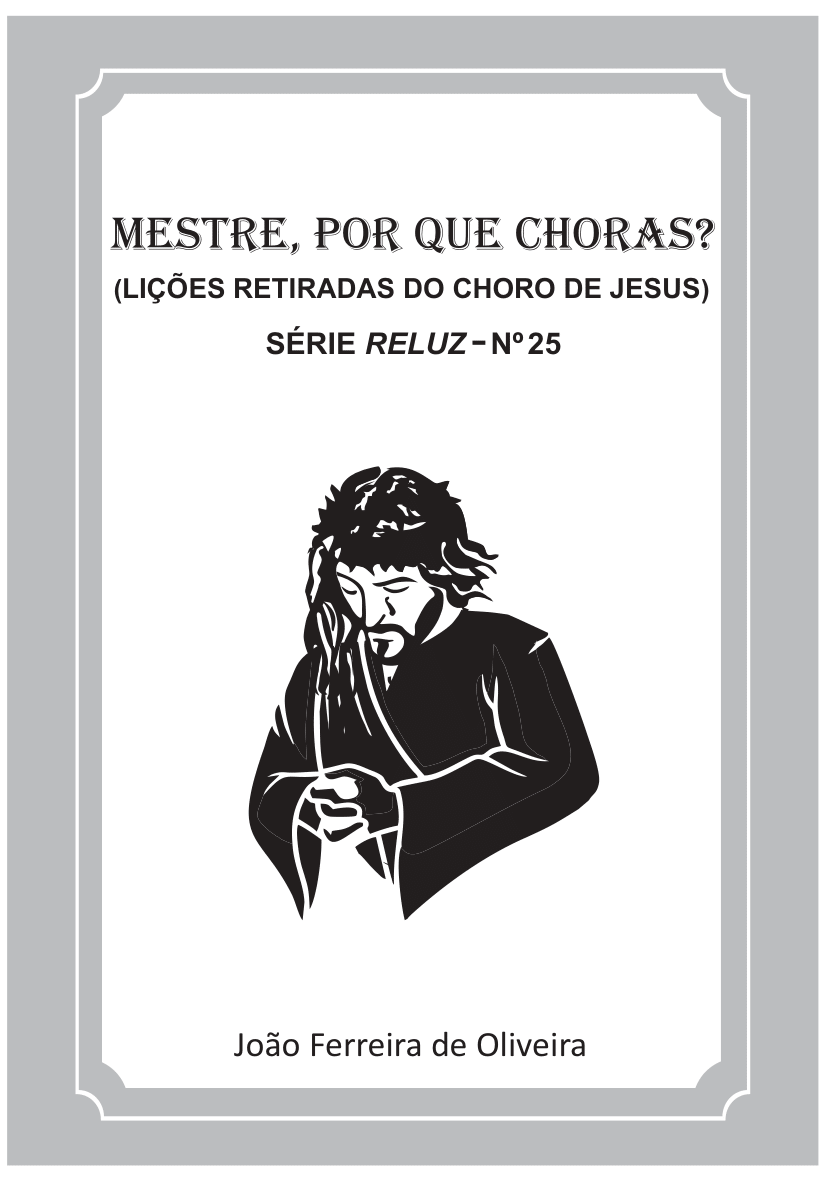 MESTRE, POR QUE CHORAS?
(LIÇÕES RETIRADAS DO CHORO DE JESUS)
SÉRIE RELUZ - Nº 25
João Ferreira de Oliveira